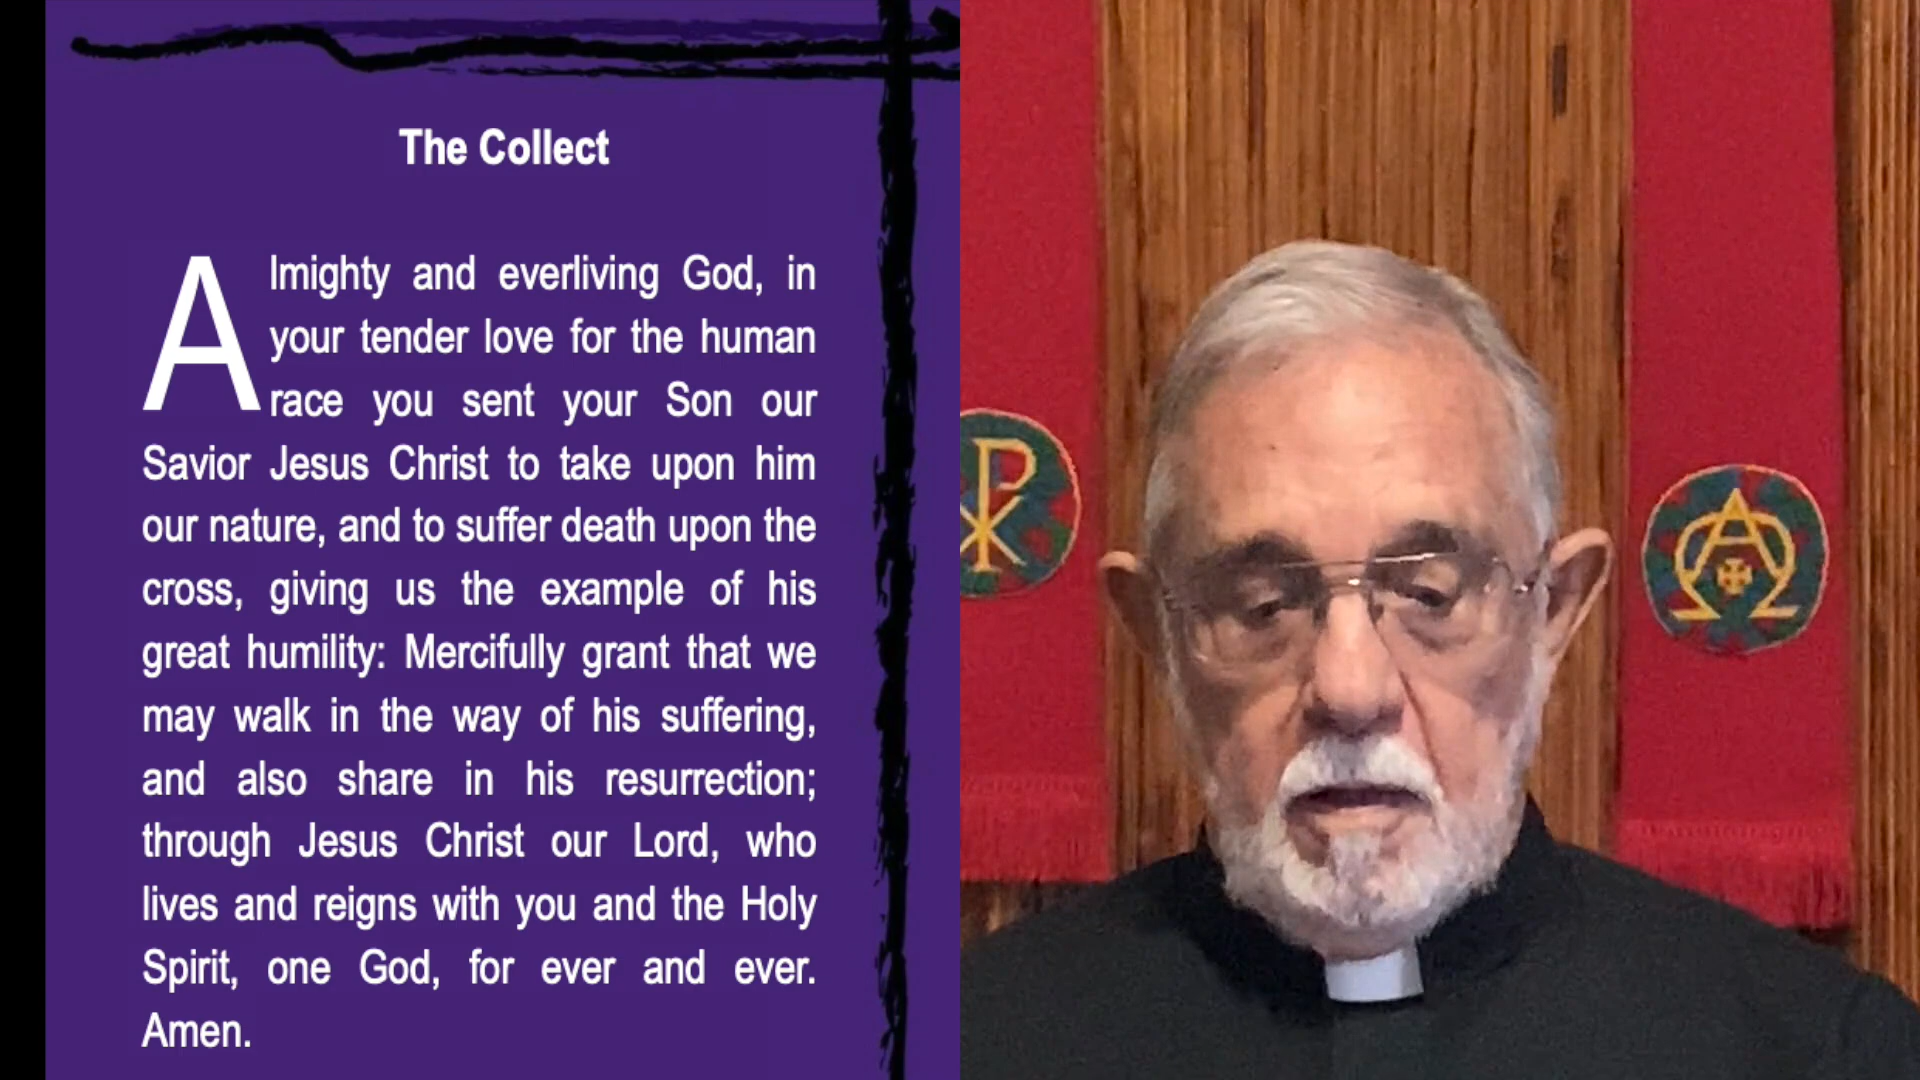 The Collect
Almighty and everliving God, in
your tender love for the human
race you sent your Son our
Savior Jesus Christ to take upon him
our nature, and to suffer death upon the
cross, giving us the example of his
great humility: Mercifully grant that we
may walk in the way of his suffering,
and also share in his resurrection;
through Jesus Christ our Lord, who
lives and reigns with you and the Holy
Spirit, one God, for ever and ever.
Amen.